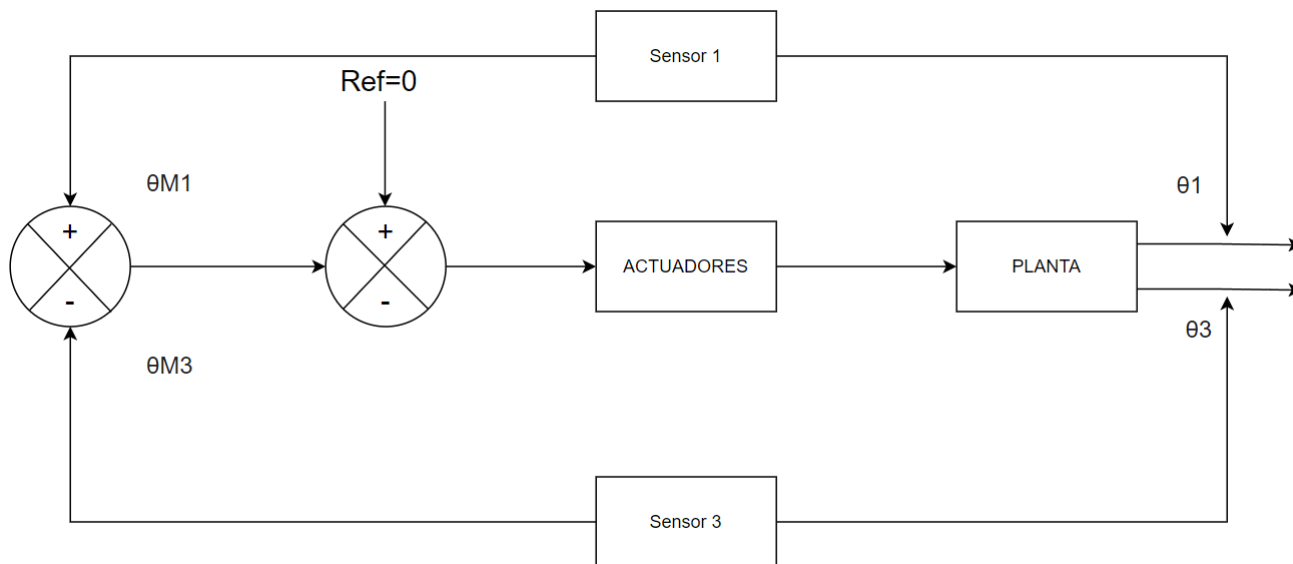 Sensor 1
Ref=0
θM1
θ1
+
+
ACTUADORES
PLANTA
-
-
θ3
θM3
Sensor 3